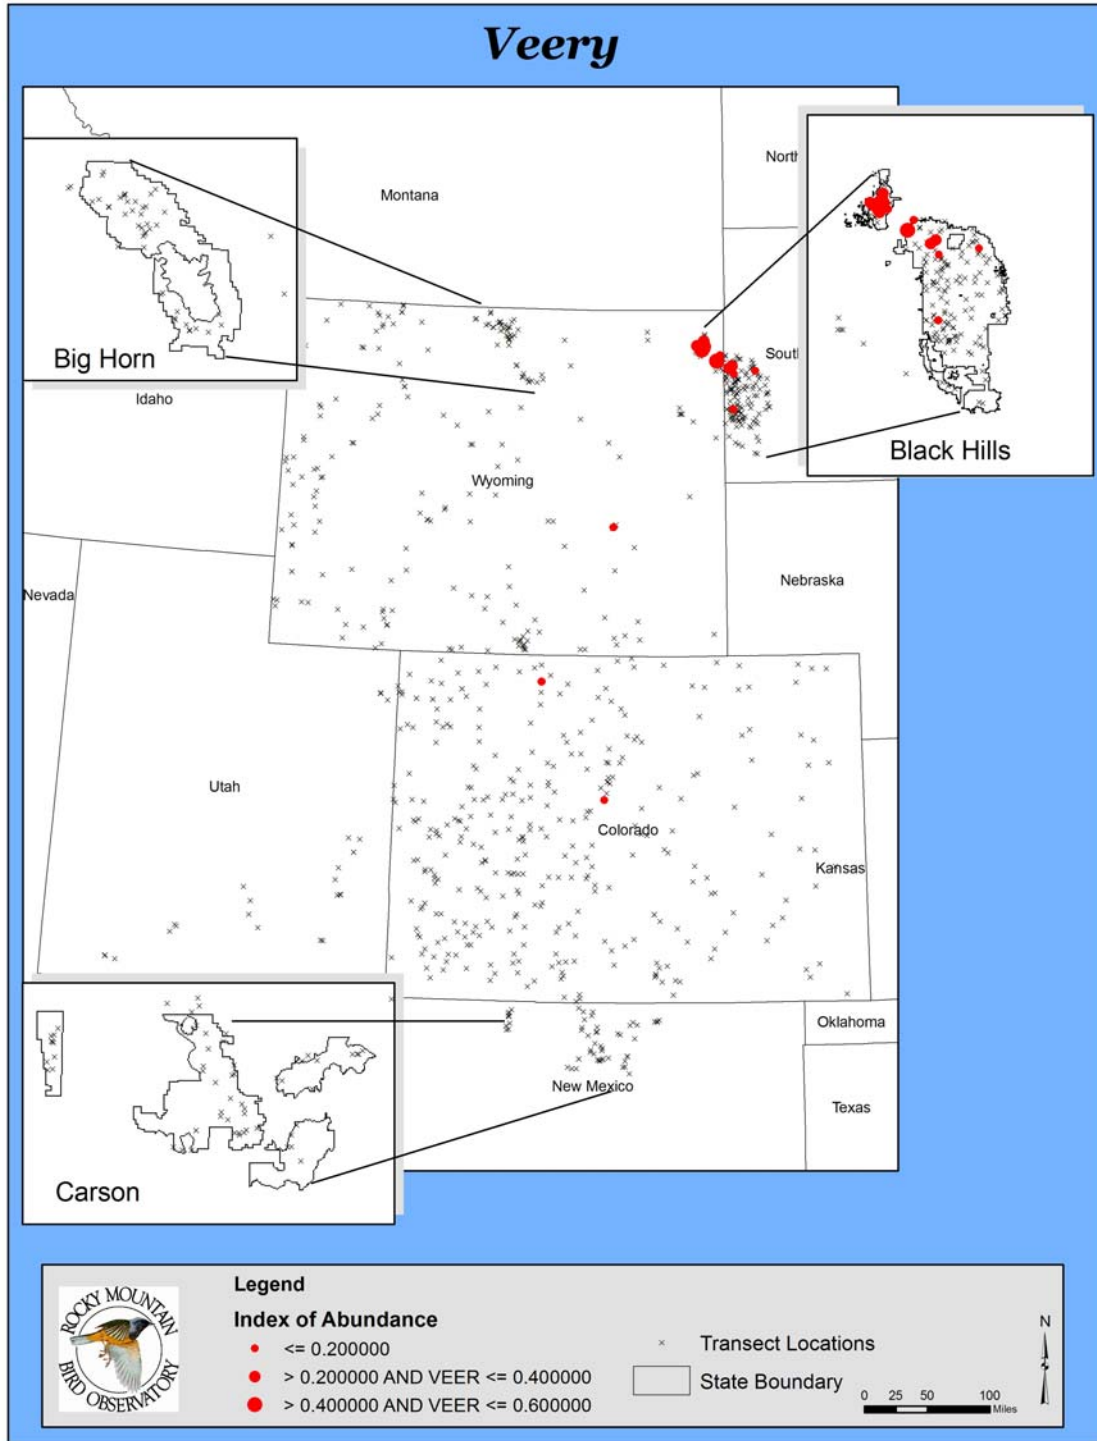 Veery
Montana
North
South
Big Horn
Idaho
Wyoming
Black Hills
Nevada
Nebraska
Utah
Colorado
Kansas
Oklahoma
New Mexico
Texas
Carson
Legend
Index of Abundance
<= 0.200000
> 0.200000 AND VEER <= 0.400000
> 0.400000 AND VEER <= 0.600000
Transect Locations
State Boundary
ROCKY MOUNTAIN
BIRD OBSERVATORY
N
0 25 50 100
Miles